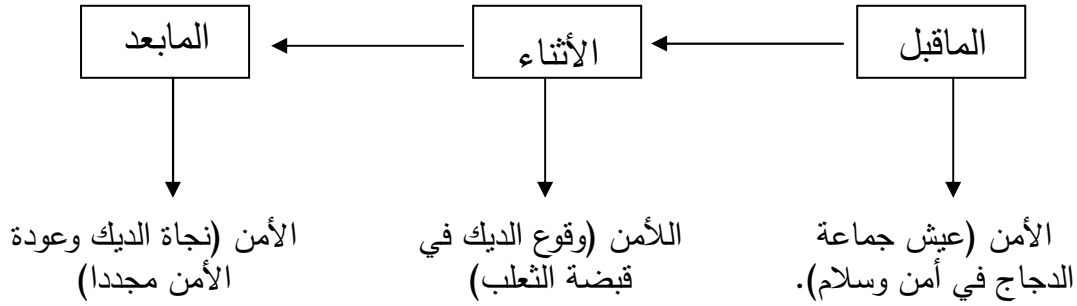 الماقبل
الأثناء
المابعد
الأمن (عيش جماعة
الدجاج في أمن وسلام).
اللأمن (وقوع الديك في
قبضة الثعلب)
الأمن (نجاة الديك وعودة
الأمن مجددا)